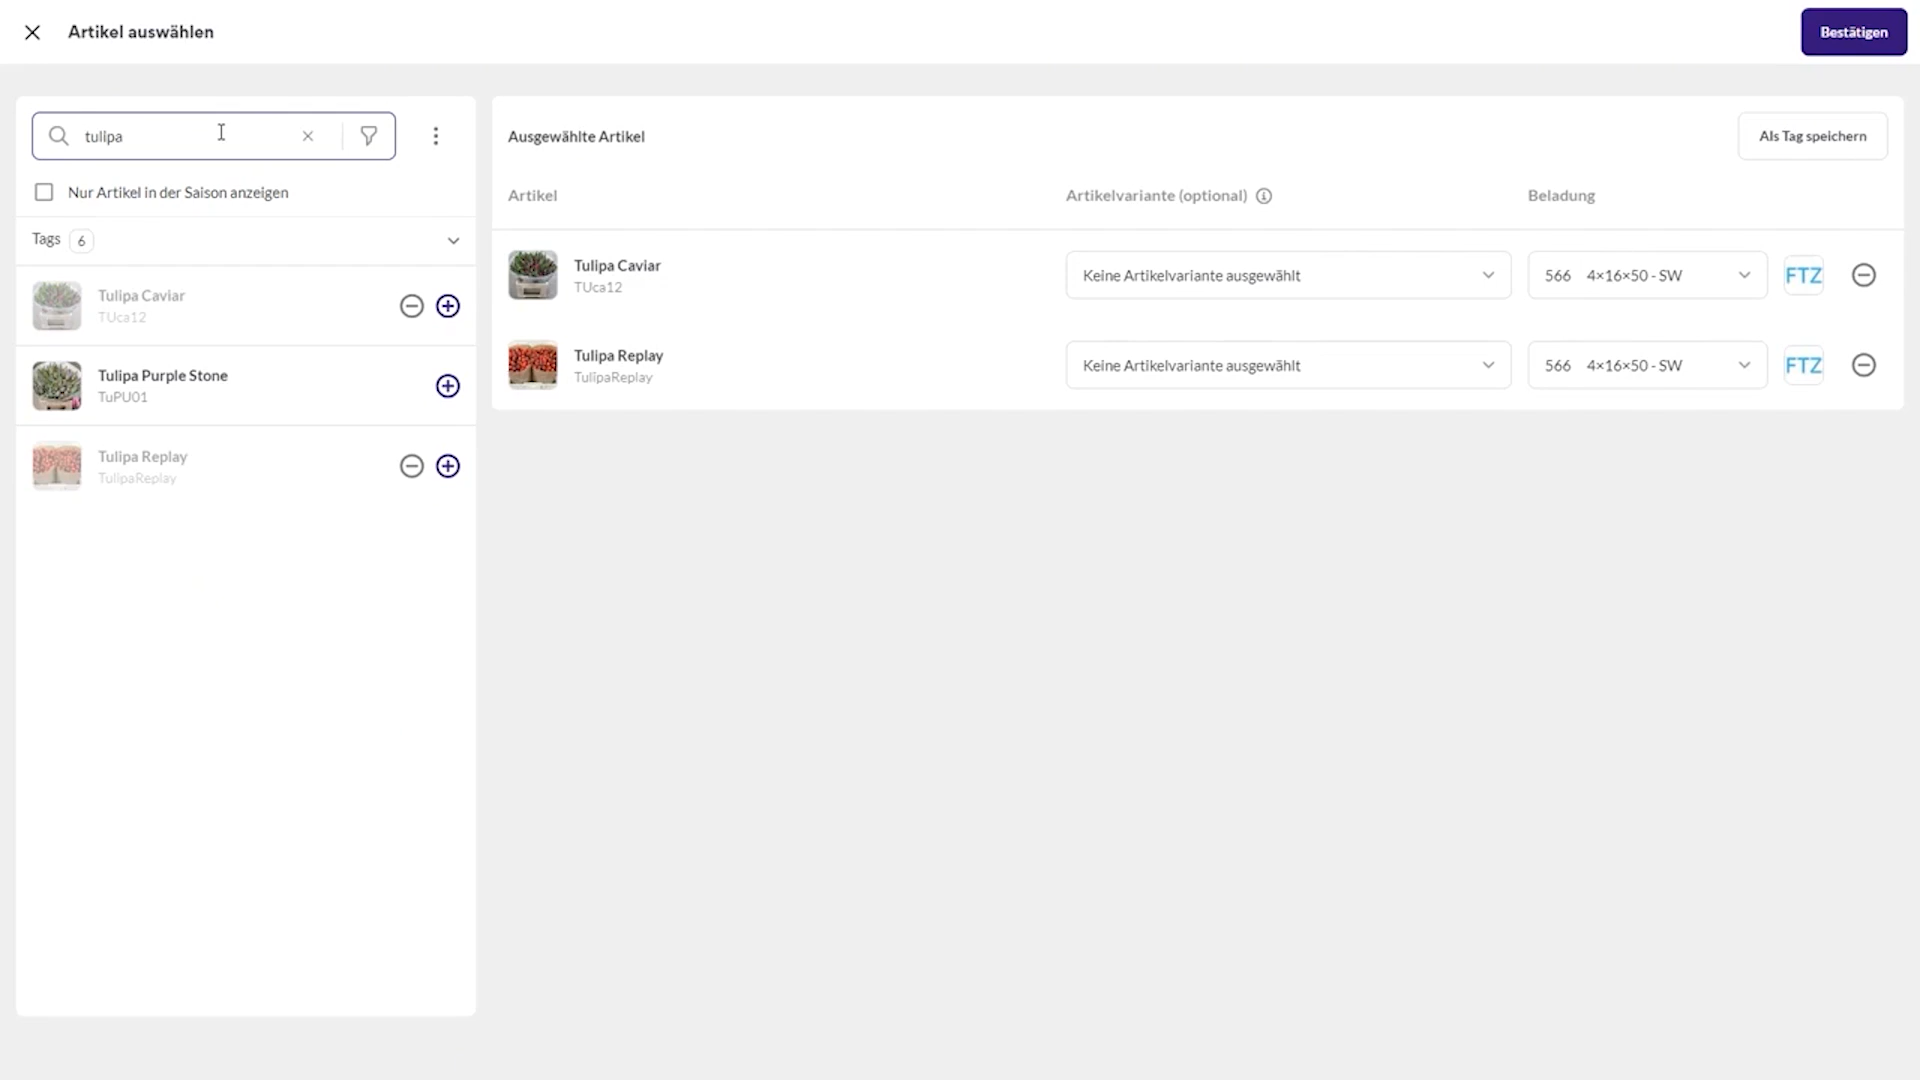 Artikel auswählen
Bestätigen
tulipa
Nur Artikel in der Saison anzeigen
Tags 6
Tulipa Caviar
TUca12
Tulipa Purple Stone
TuPU01
Tulipa Replay
TulipaReplay
Ausgewählte Artikel
Als Tag speichern
Artikel
Artikelvariante (optional)
Beladung
Tulipa Caviar
TUca12
Keine Artikelvariante ausgewählt
566 4×16×50 - SW
FTZ
Tulipa Replay
TulipaReplay
Keine Artikelvariante ausgewählt
566 4×16×50 - SW
FTZ